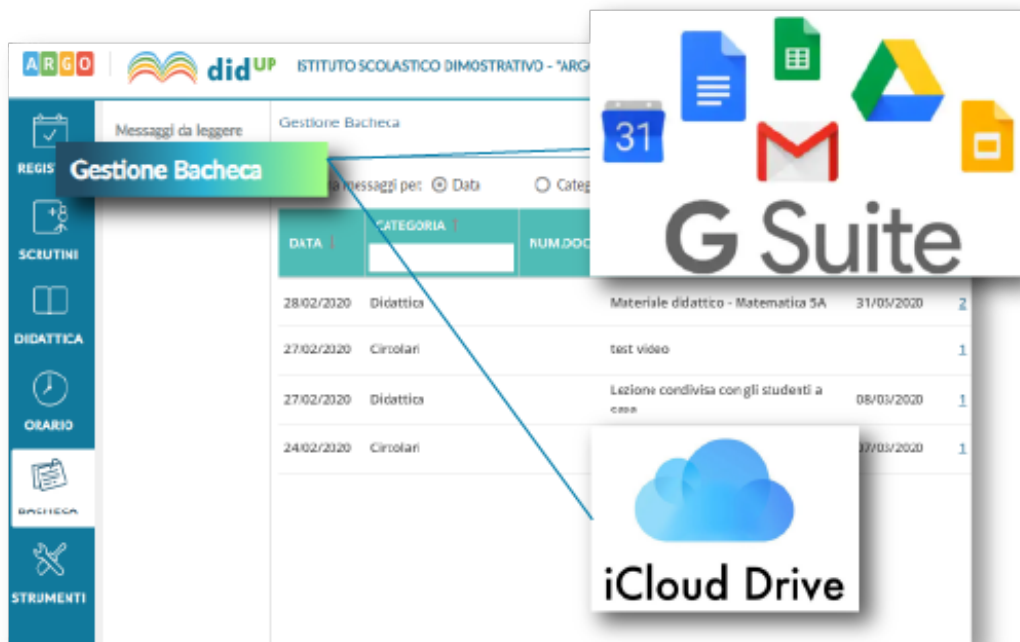 ARGO didUP ISTITUTO SCOLASTICO DIMOSTRATIVO - "ARGO
Messaggi da leggere
Gestione Bacheca
REGIS
Gestione Bacheca
messaggi per: Data Categ
DATA CATEGORIA NUM.DOC
SCRUTINI
DIDATTICA
ORARIO
BACHECA
STRUMENTI
28/02/2020 Didattica Materiale didattico - Matematica 5A 31/05/2020 2
27/02/2020 Circolari test video 1
27/02/2020 Didattica Lezione condivisa con gli studenti a
casa 08/03/2020 1
24/02/2020 Circolari 07/03/2020 1
31
G Suite
iCloud Drive